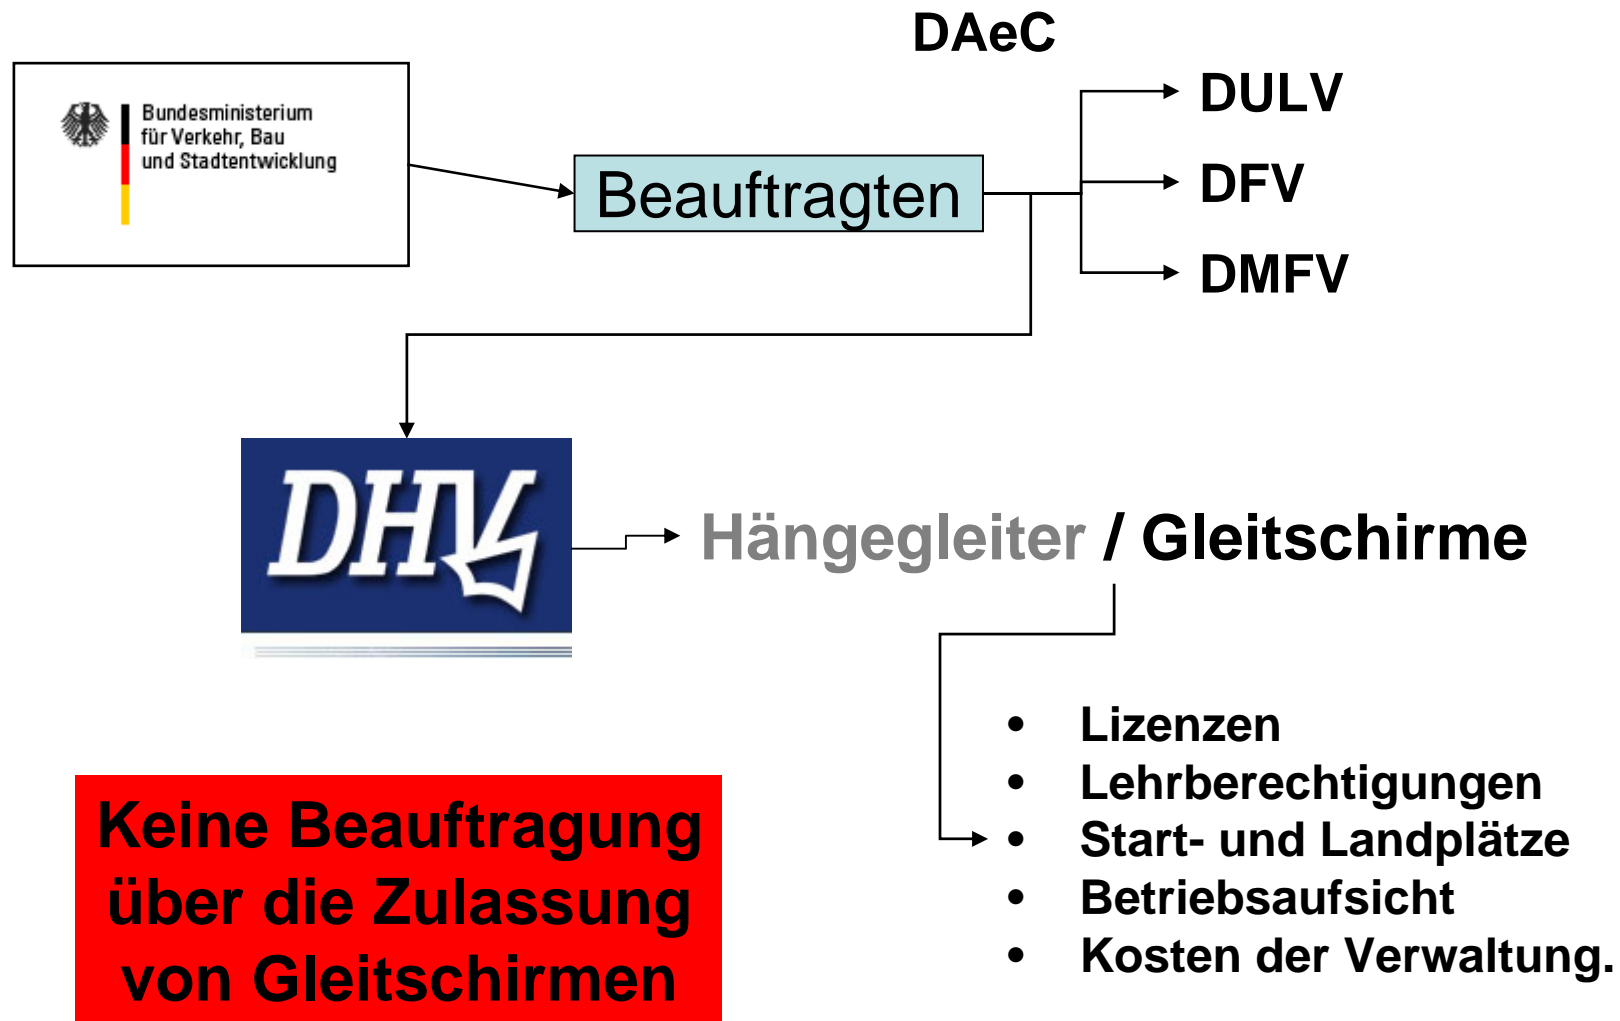 DAeC
Bundesministerium
für Verkehr, Bau
und Stadtentwicklung
Beauftragten
DULV
DFV
DMFV
DHV
Hängegleiter / Gleitschirme
• Lizenzen
• Lehrberechtigungen
• Start- und Landplätze
• Betriebsaufsicht
• Kosten der Verwaltung.
Keine Beauftragung
über die Zulassung
von Gleitschirmen